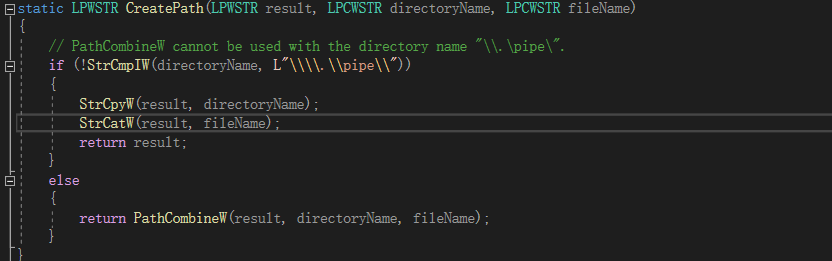 static LPWSTR CreatePath(LPWSTR result, LPCWSTR directoryName, LPCWSTR fileName)
{
    // PathCombineW cannot be used with the directory name "\\.\pipe\".
    if (!StrCmpIW(directoryName, L"\\\\.\\pipe\\"))
    {
        StrCpyW(result, directoryName);
        StrCatW(result, fileName);
        return result;
    }
    else
    {
        return PathCombineW(result, directoryName, fileName);
    }
}